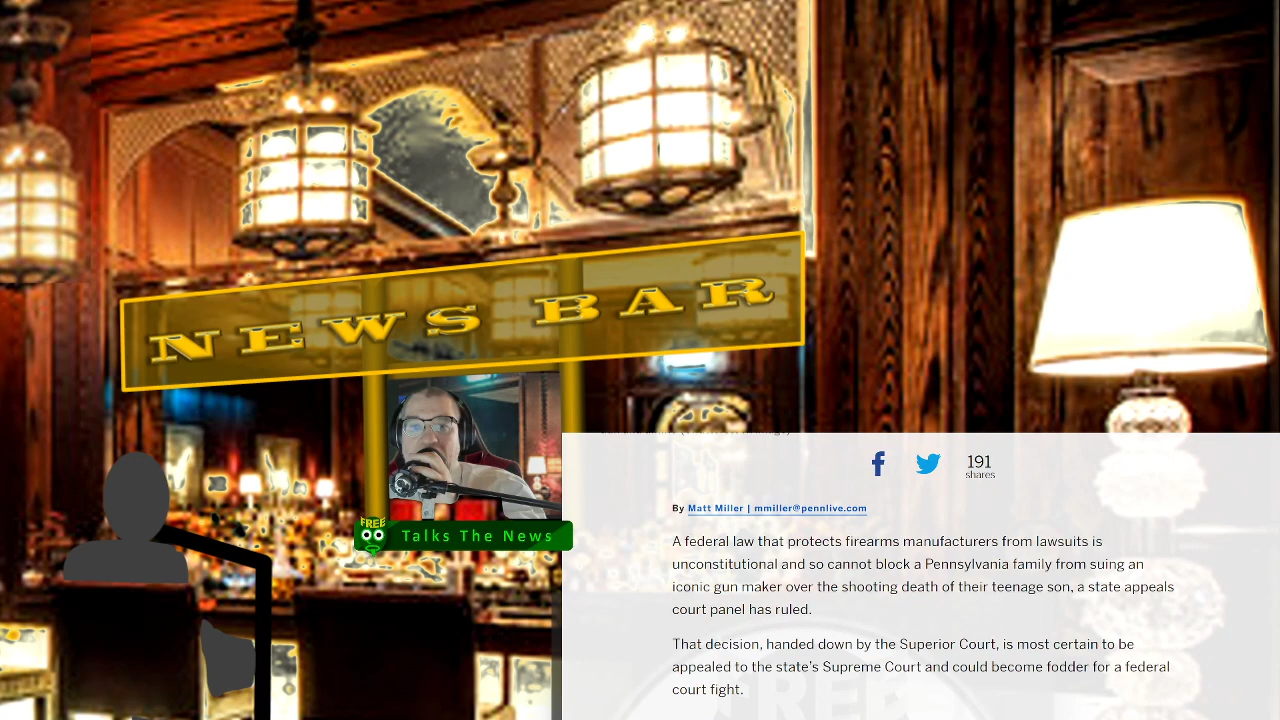 NEWS BAR
FREE
Talks The News
191
shares
By Matt Miller | mmiller@pennlive.com
A federal law that protects firearms manufacturers from lawsuits is
unconstitutional and so cannot block a Pennsylvania family from suing an
iconic gun maker over the shooting death of their teenage son, a state appeals
court panel has ruled.
That decision, handed down by the Superior Court, is most certain to be
appealed to the state's Supreme Court and could become fodder for a federal
court fight.
FREE